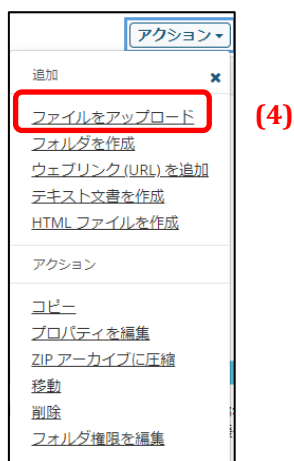 アクション
追加
ファイルをアップロード
(4)
フォルダを作成
ウェブリンク (URL) を追加
テキスト文書を作成
HTML ファイルを作成
アクション
コピー
プロパティを編集
ZIP アーカイブに圧縮
移動
削除
フォルダ権限を編集